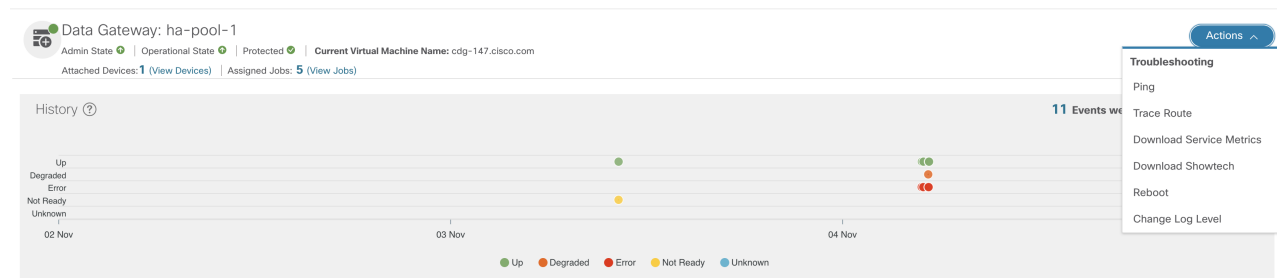 Data Gateway: ha-pool-1
Actions
Admin State | Operational State | Protected | Current Virtual Machine Name: cdg-147.cisco.com
Attached Devices: 1 (View Devices) | Assigned Jobs: 5 (View Jobs)
Troubleshooting
Ping
Trace Route
Download Service Metrics
Download Showtech
Reboot
Change Log Level
History ?
11 Events we
Up
Degraded
Error
Not Ready
Unknown
02 Nov
03 Nov
04 Nov
Up Degraded Error Not Ready Unknown